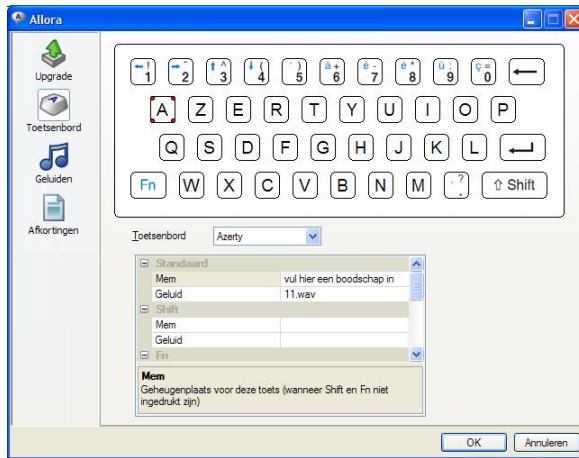 Allora
Upgrade
Toetsenbord
Geluiden
Afkortingen
! 1 2 ^ 3 ( 4 ) 5 à + 6 é - 7 è * 8 ù : 9 ç = 0
A Z E R T Y U I O P
Q S D F G H J K L
Fn W X C V B N M ? . Shift
Toetsenbord Azerty
Standaard
Mem vul hier een boodschap in
Geluid 11.wav
Shift
Mem
Geluid
Fn
Mem
Geheugenplaats voor deze toets (wanneer Shift en Fn niet
ingedrukt zijn)
OK Annuleren